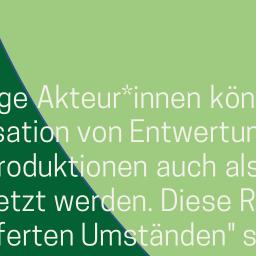 ge Akteur*innen kön
sation von Entwertun
roduktionen auch als
etzt werden. Diese R
ferten Umständen" s